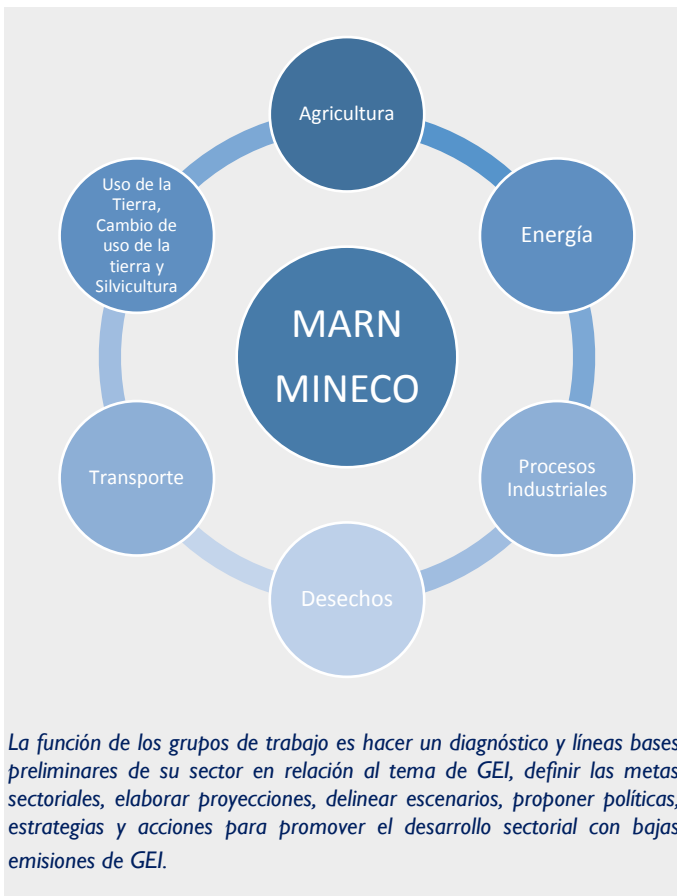 Agricultura
Energía
Procesos
Industriales
Desechos
Transporte
Uso de la
Tierra,
Cambio de
uso de la
tierra y
Silvicultura
MARN
MINECO
La función de los grupos de trabajo es hacer un diagnóstico y líneas bases
preliminares de su sector en relación al tema de GEI, definir las metas
sectoriales, elaborar proyecciones, delinear escenarios, proponer políticas,
estrategias y acciones para promover el desarrollo sectorial con bajas
emisiones de GEI.